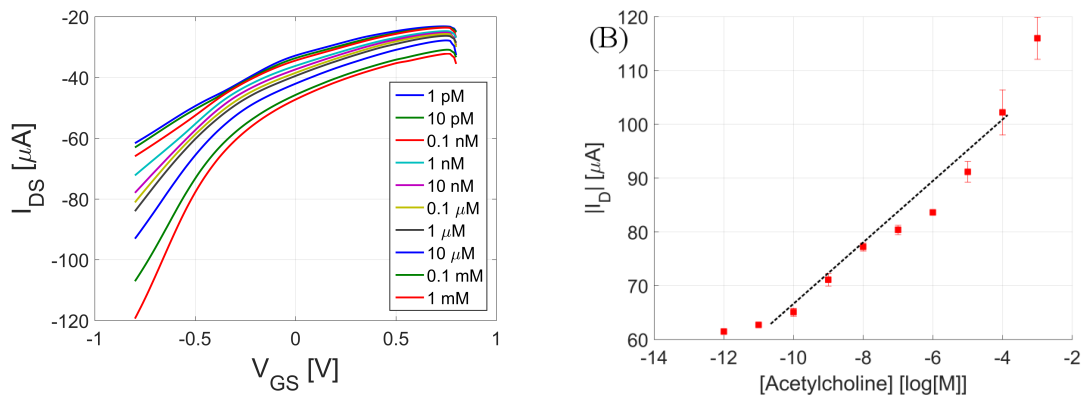 -20
-40
-60
-80
-100
-120
-1
-0.5
0
0.5
1
I_DS [μA]
V_GS [V]
1 pM
10 pM
0.1 nM
1 nM
10 nM
0.1 μM
1 μM
10 μM
0.1 mM
1 mM
(B)
120
110
100
90
80
70
60
-14
-12
-10
-8
-6
-4
-2
|I_D| [μA]
[Acetylcholine] [log[M]]